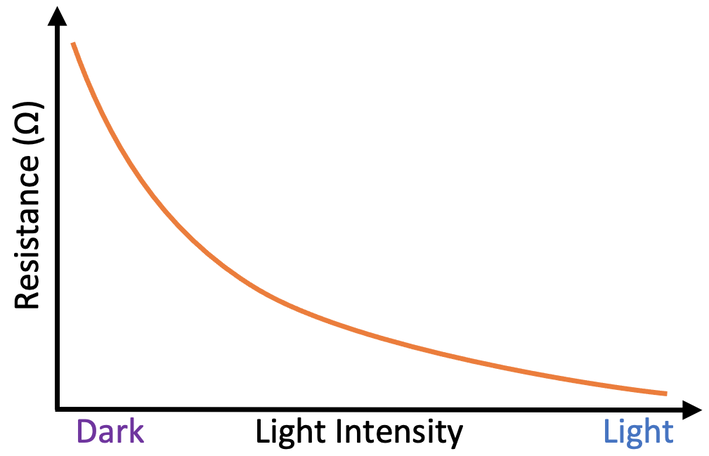 Resistance (Ω)
Dark
Light Intensity
Light